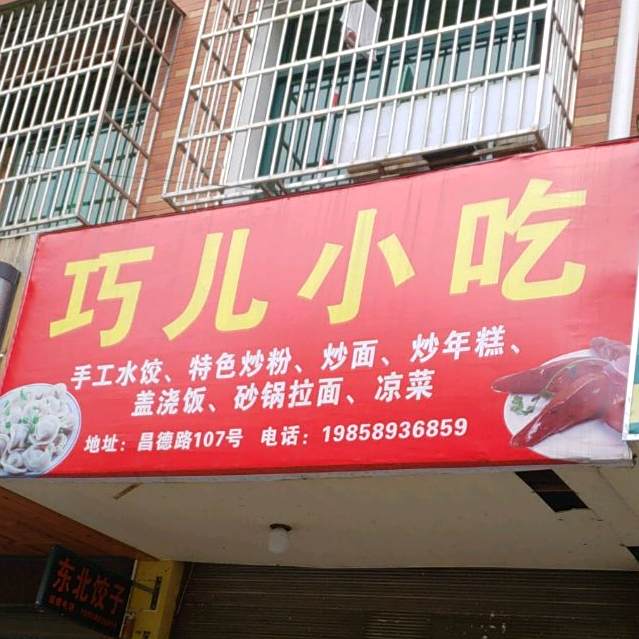 巧儿小吃
手工水饺、特色炒粉、炒面、炒年糕、
盖浇饭、砂锅拉面、凉菜
地址：昌德路107号 电话：19858936859
东北饺子